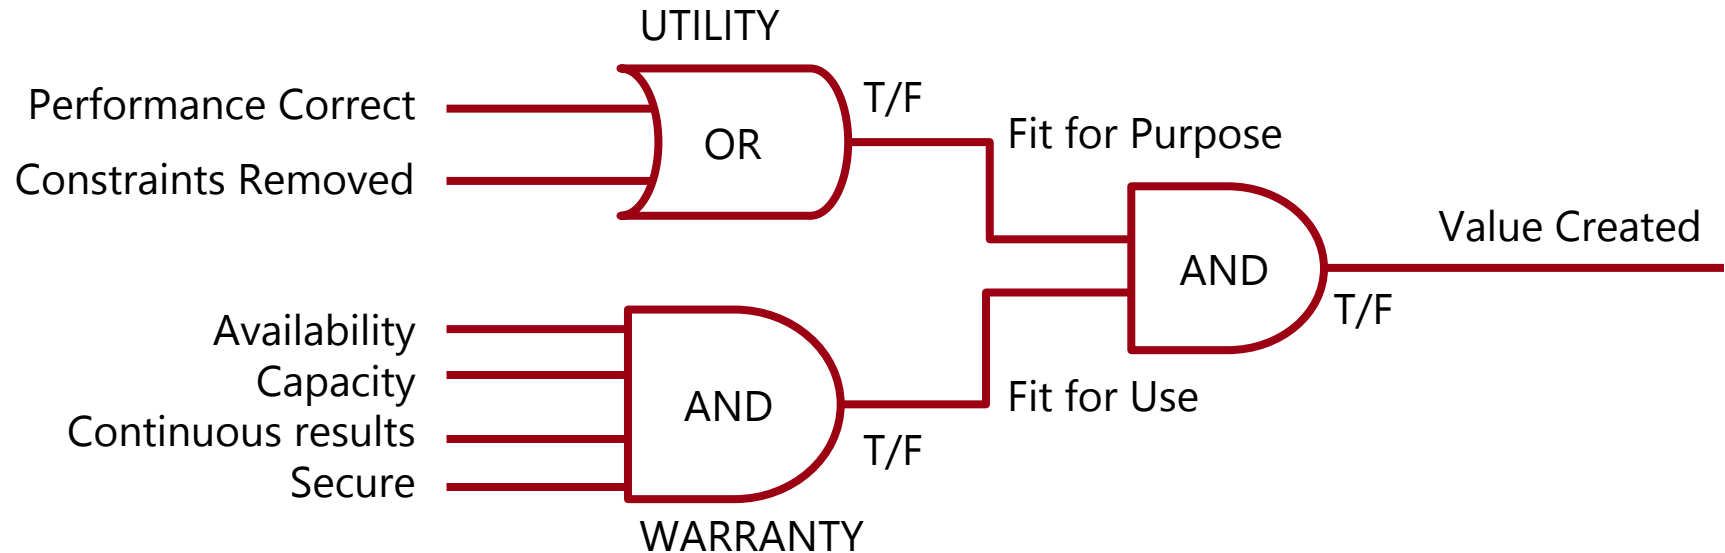 UTILITY
Performance Correct
Constraints Removed
OR
T/F
Fit for Purpose
Availability
Capacity
Continuous results
Secure
AND
T/F
Fit for Use
WARRANTY
AND
Value Created
T/F